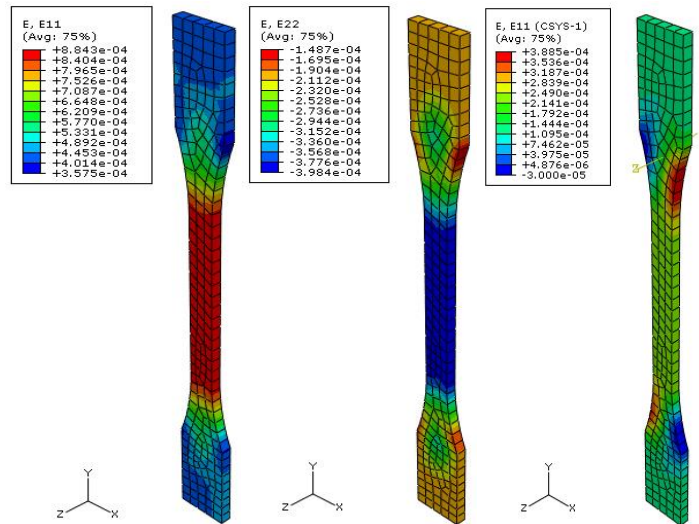 E, E11
(Avg: 75%)
+8.843e-04
+8.404e-04
+7.965e-04
+7.526e-04
+7.087e-04
+6.648e-04
+6.209e-04
+5.770e-04
+5.331e-04
+4.892e-04
+4.453e-04
+4.014e-04
+3.575e-04
E, E22
(Avg: 75%)
-1.487e-04
-1.695e-04
-1.904e-04
-2.112e-04
-2.320e-04
-2.528e-04
-2.736e-04
-2.944e-04
-3.152e-04
-3.360e-04
-3.568e-04
-3.776e-04
-3.984e-04
E, E11 (CSYS-1)
(Avg: 75%)
+3.885e-04
+3.536e-04
+3.187e-04
+2.839e-04
+2.490e-04
+2.141e-04
+1.792e-04
+1.444e-04
+1.095e-04
+7.462e-05
+3.975e-05
+4.876e-06
-3.000e-05
Z
Y
Z
X
Y
Z
X
Y
Z
X